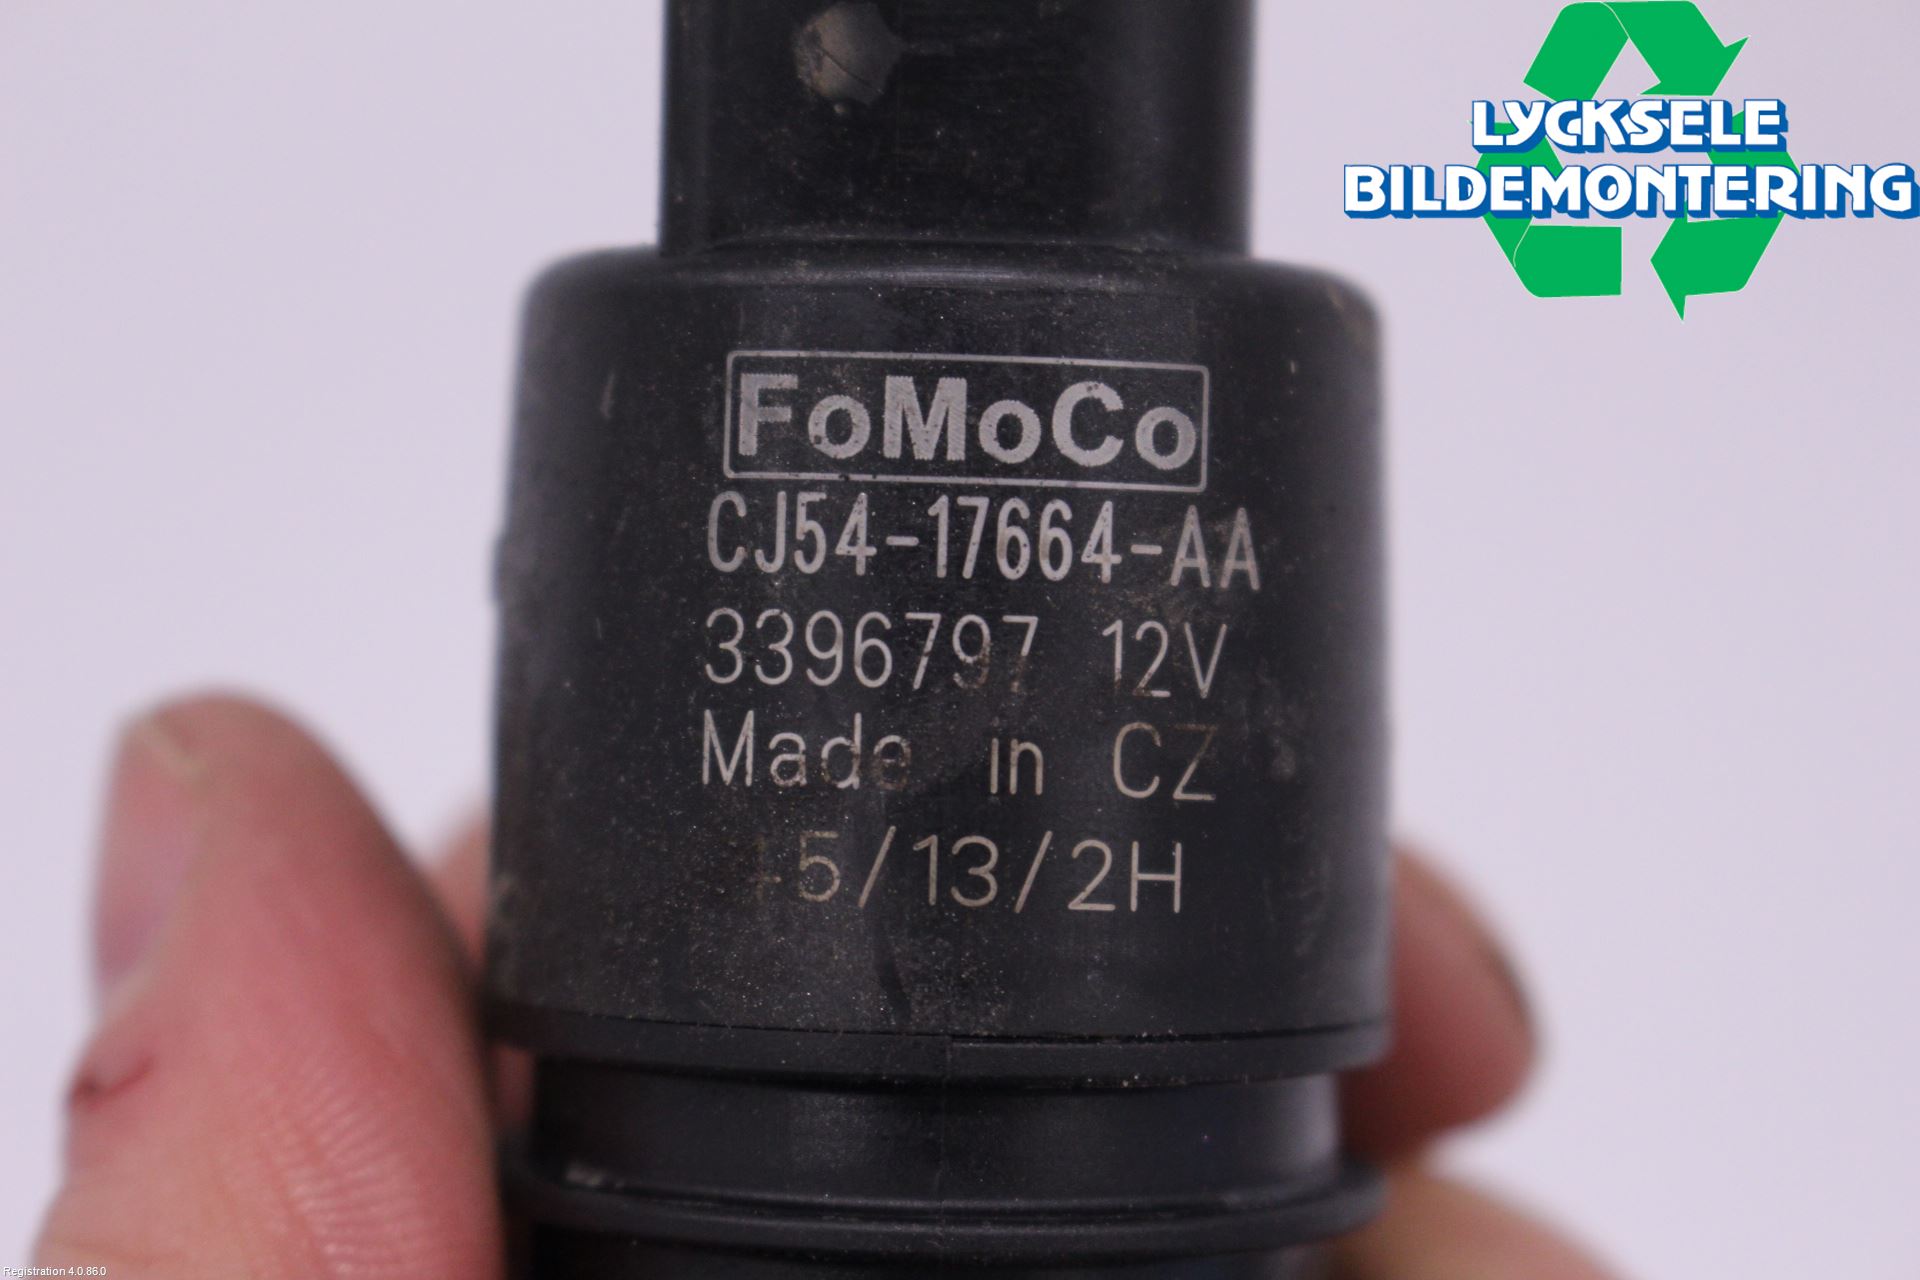 LYCKSELE
BILDEMONTERING
FoMoCo
CJ54-17664-AA
3396797 12V
Made in CZ
5/13/2H
Registration 4.0.86.0